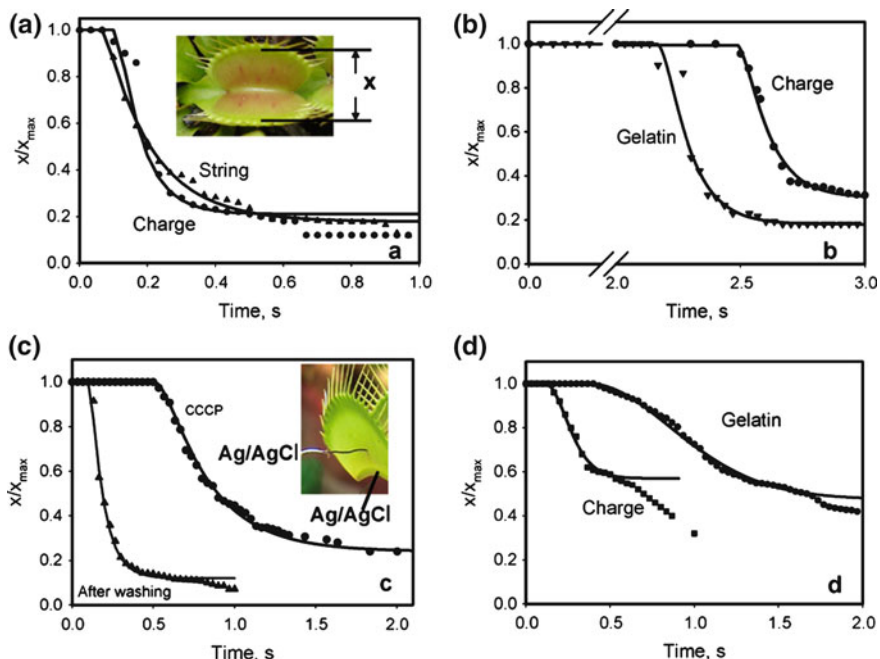 (a)
x/xmax
1.0
0.8
0.6
0.4
0.2
0.0
x
String
Charge
a
0.0 0.2 0.4 0.6 0.8 1.0
Time, s
(b)
x/xmax
1.0
0.8
0.6
0.4
0.2
0.0
Charge
Gelatin
b
0.0 2.0 2.5 3.0
Time, s
(c)
x/xmax
1.0
0.8
0.6
0.4
0.2
0.0
CCCP
Ag/AgCl
Ag/AgCl
After washing
c
0.0 0.5 1.0 1.5 2.0
Time, s
(d)
x/xmax
1.0
0.8
0.6
0.4
0.2
0.0
Gelatin
Charge
d
0.0 0.5 1.0 1.5 2.0
Time, s